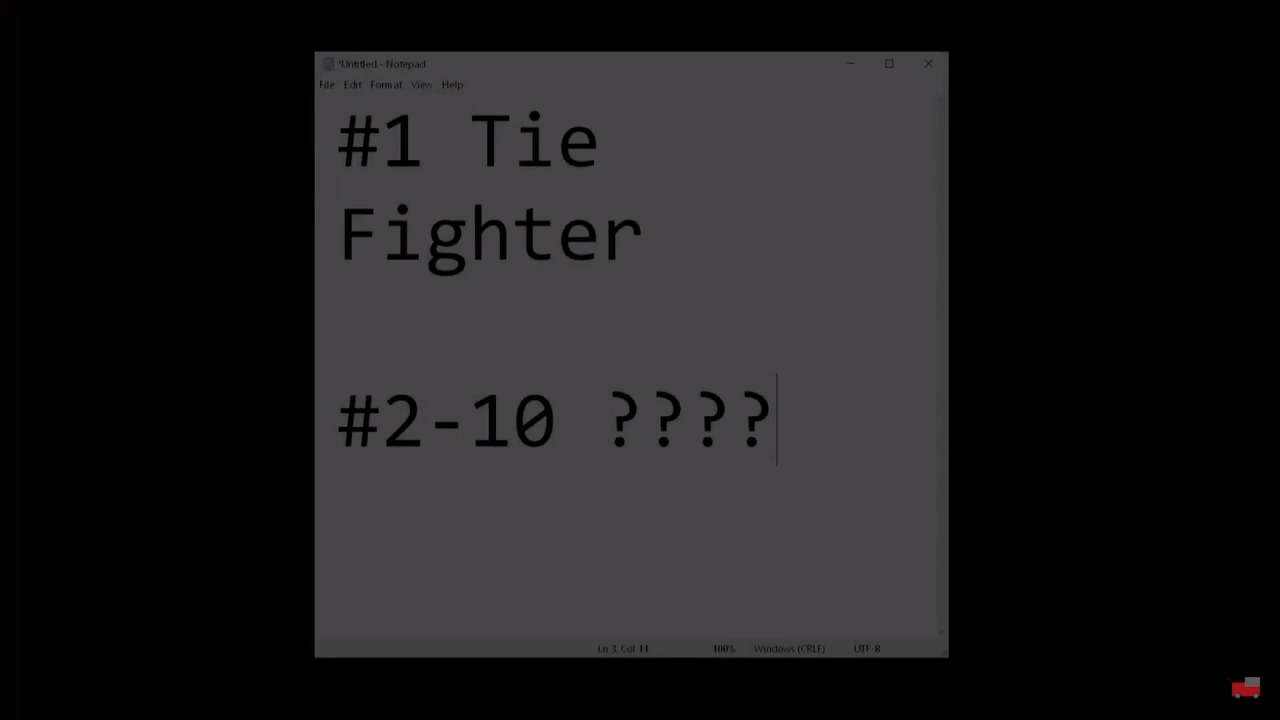 *Untitled - Notepad
File Edit Format View Help
#1 Tie
Fighter
#2-10 ????
Ln 3, Col 11 100% Windows (CRLF) UTF-8